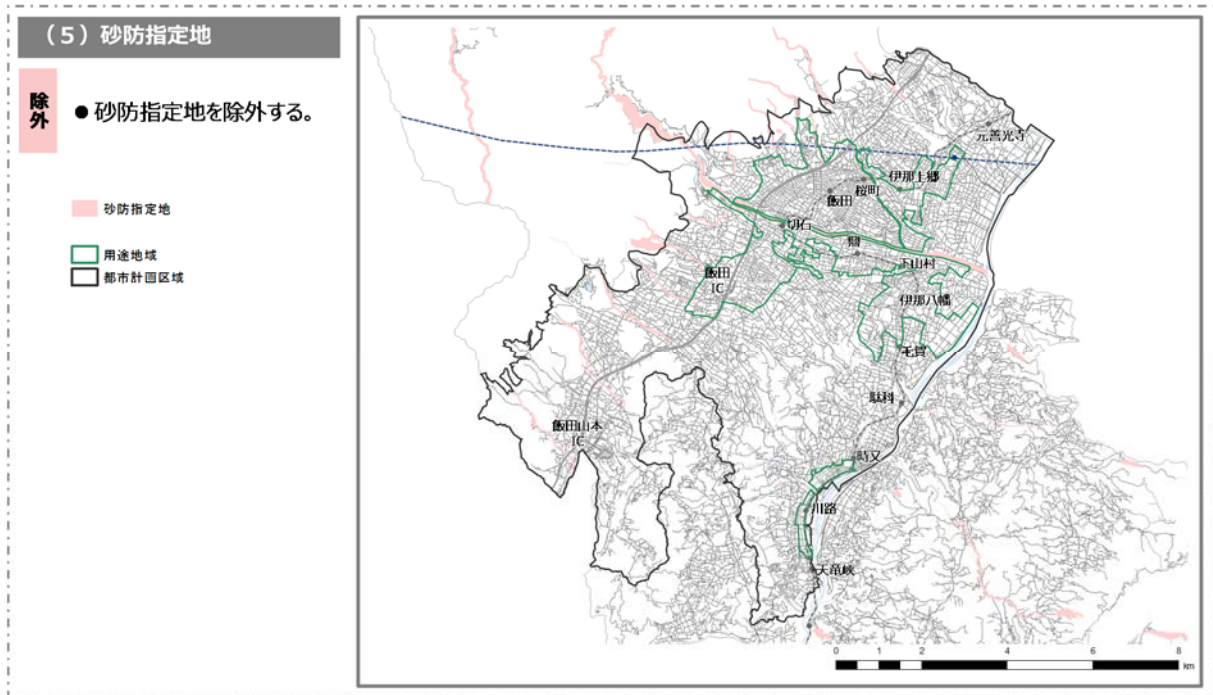 （5）砂防指定地
除外
●砂防指定地を除外する。
砂防指定地
用途地域
都市計画区域
元善光寺
伊那上郷
桜町
飯田
切石
鼎
下山村
飯田
IC
伊那八幡
毛賀
駄科
飯田山本
IC
時又
川路
天竜峡
0 1 2 4 6 8
km